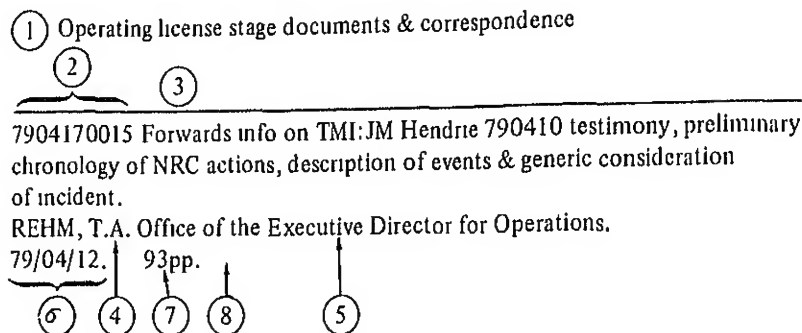 1 Operating license stage documents & correspondence
2
3
7904170015 Forwards info on TMI:JM Hendrie 790410 testimony, preliminary
chronology of NRC actions, description of events & generic consideration
of incident.
REHM, T.A. Office of the Executive Director for Operations.
79/04/12. 93pp.
6 4 7 8 5